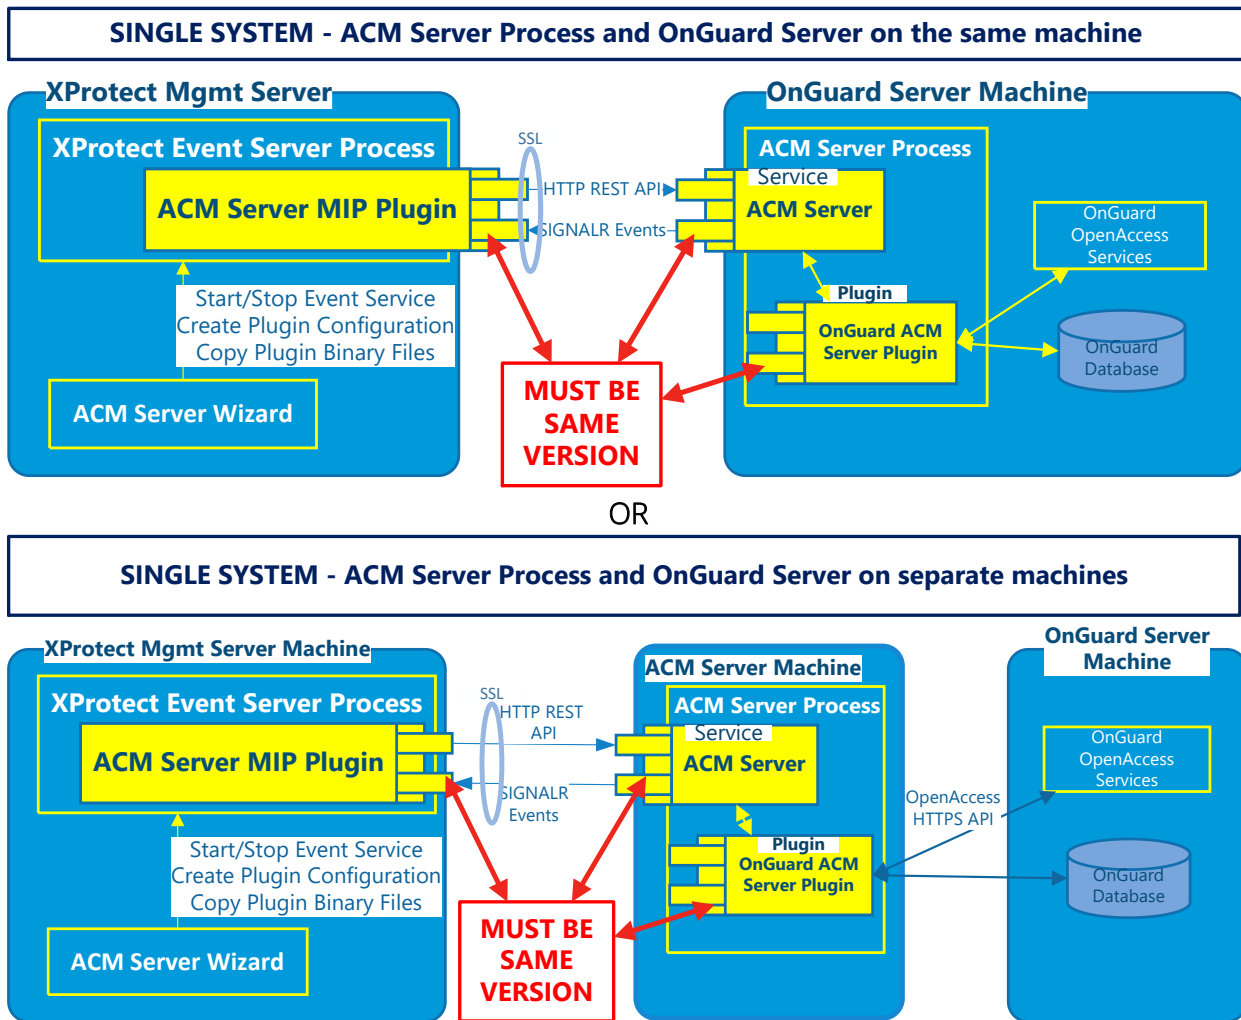 SINGLE SYSTEM - ACM Server Process and OnGuard Server on the same machine
XProtect Mgmt Server
XProtect Event Server Process
ACM Server MIP Plugin
Start/Stop Event Service
Create Plugin Configuration
Copy Plugin Binary Files
ACM Server Wizard
SSL
HTTP REST API
SIGNALR Events
MUST BE
SAME
VERSION
OnGuard Server Machine
ACM Server Process
Service
ACM Server
Plugin
OnGuard ACM
Server Plugin
OnGuard
OpenAccess
Services
OnGuard
Database
OR
SINGLE SYSTEM - ACM Server Process and OnGuard Server on separate machines
XProtect Mgmt Server Machine
XProtect Event Server Process
ACM Server MIP Plugin
Start/Stop Event Service
Create Plugin Configuration
Copy Plugin Binary Files
ACM Server Wizard
SSL
HTTP REST
API
SIGNALR
Events
MUST BE
SAME
VERSION
ACM Server Machine
ACM Server Process
Service
ACM Server
Plugin
OnGuard ACM
Server Plugin
OpenAccess
HTTPS API
OnGuard Server
Machine
OnGuard
OpenAccess
Services
OnGuard
Database